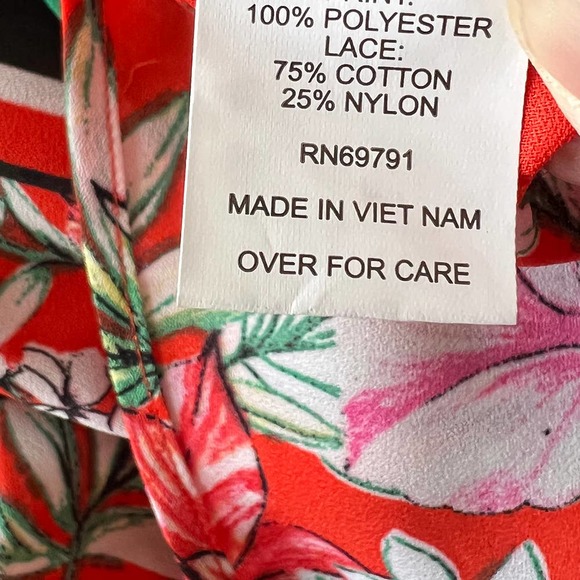 100% POLYESTER
LACE:
75% COTTON
25% NYLON
RN69791
MADE IN VIET NAM
OVER FOR CARE